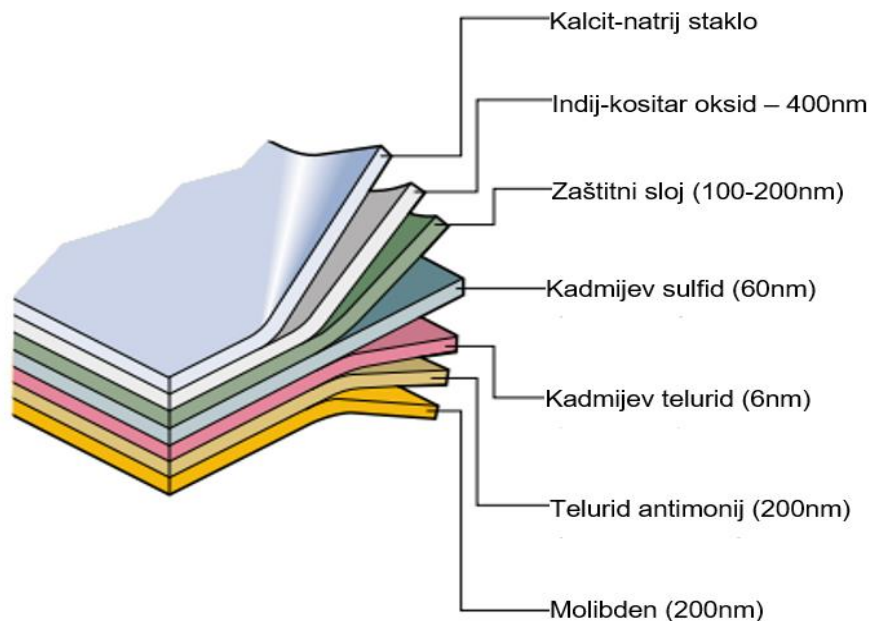 Kalcit-natrij staklo
Indij-kositar oksid – 400nm
Zaštitni sloj (100-200nm)
Kadmijev sulfid (60nm)
Kadmijev telurid (6nm)
Telurid antimonij (200nm)
Molibden (200nm)